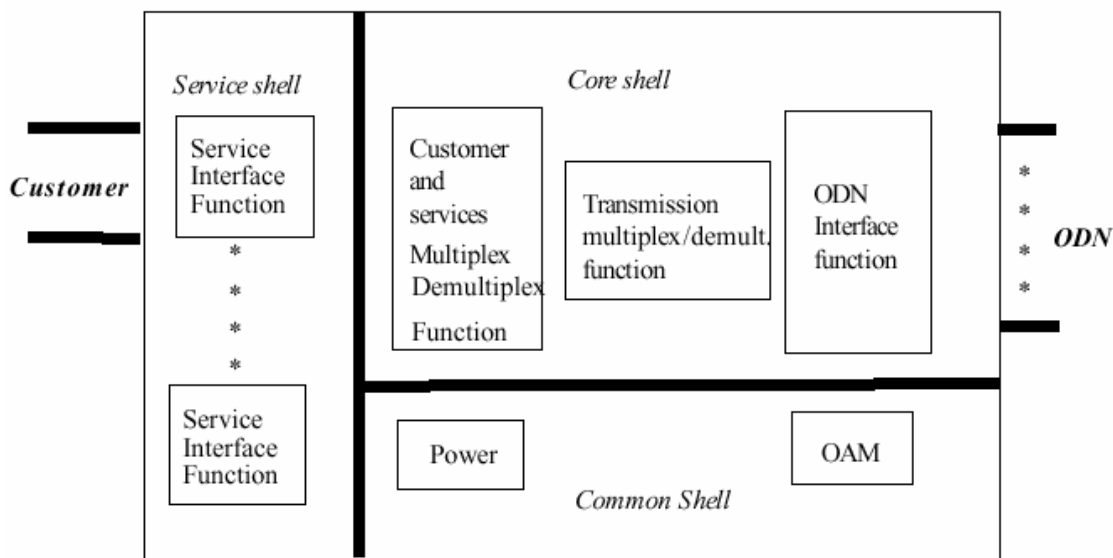 Service shell
Core shell
Customer
Service
Interface
Function
*
*
*
*
Service
Interface
Function
Customer
and
services
Multiplex
Demultiplex
Function
Transmission
multiplex/demult.
function
ODN
Interface
function
*
*
*
*
ODN
Power
OAM
Common Shell